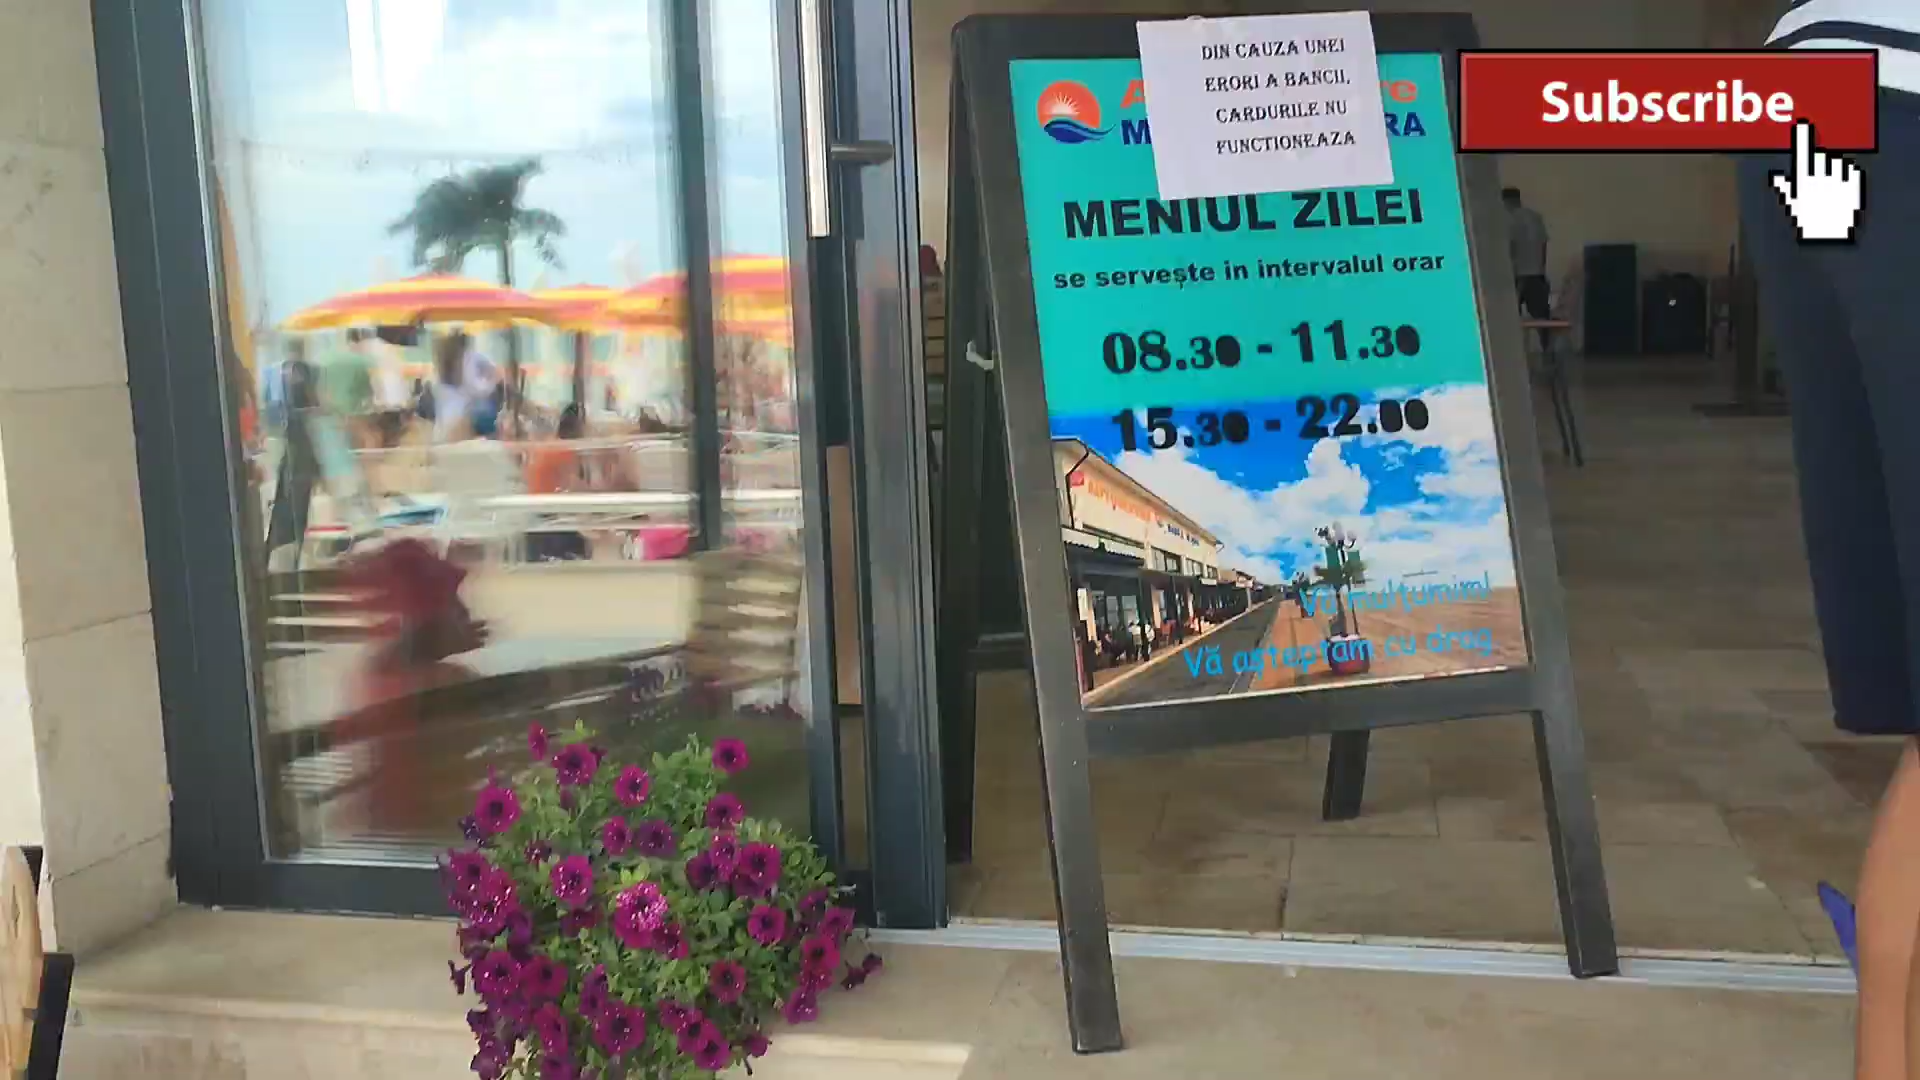 DIN CAUZA UNEI
ERORI A BANCII,
CARDURILE NU
FUNCTIONEAZA
Subscribe
MENIUL ZILEI
se servește in intervalul orar
08.30 - 11.30
15.30 - 22.00
Vă mulțumim!
Vă așteptăm cu drag